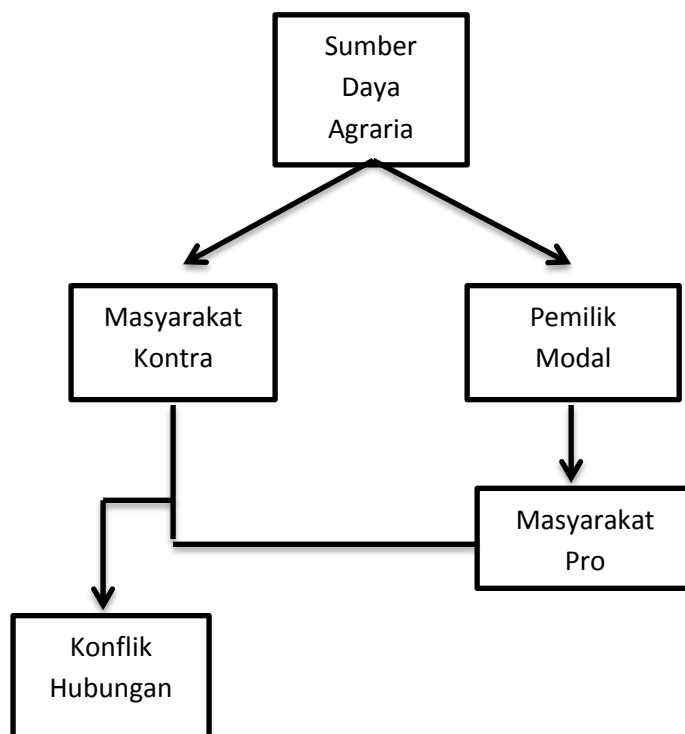 Sumber
Daya
Agraria
Masyarakat
Kontra
Pemilik
Modal
Masyarakat
Pro
Konflik
Hubungan